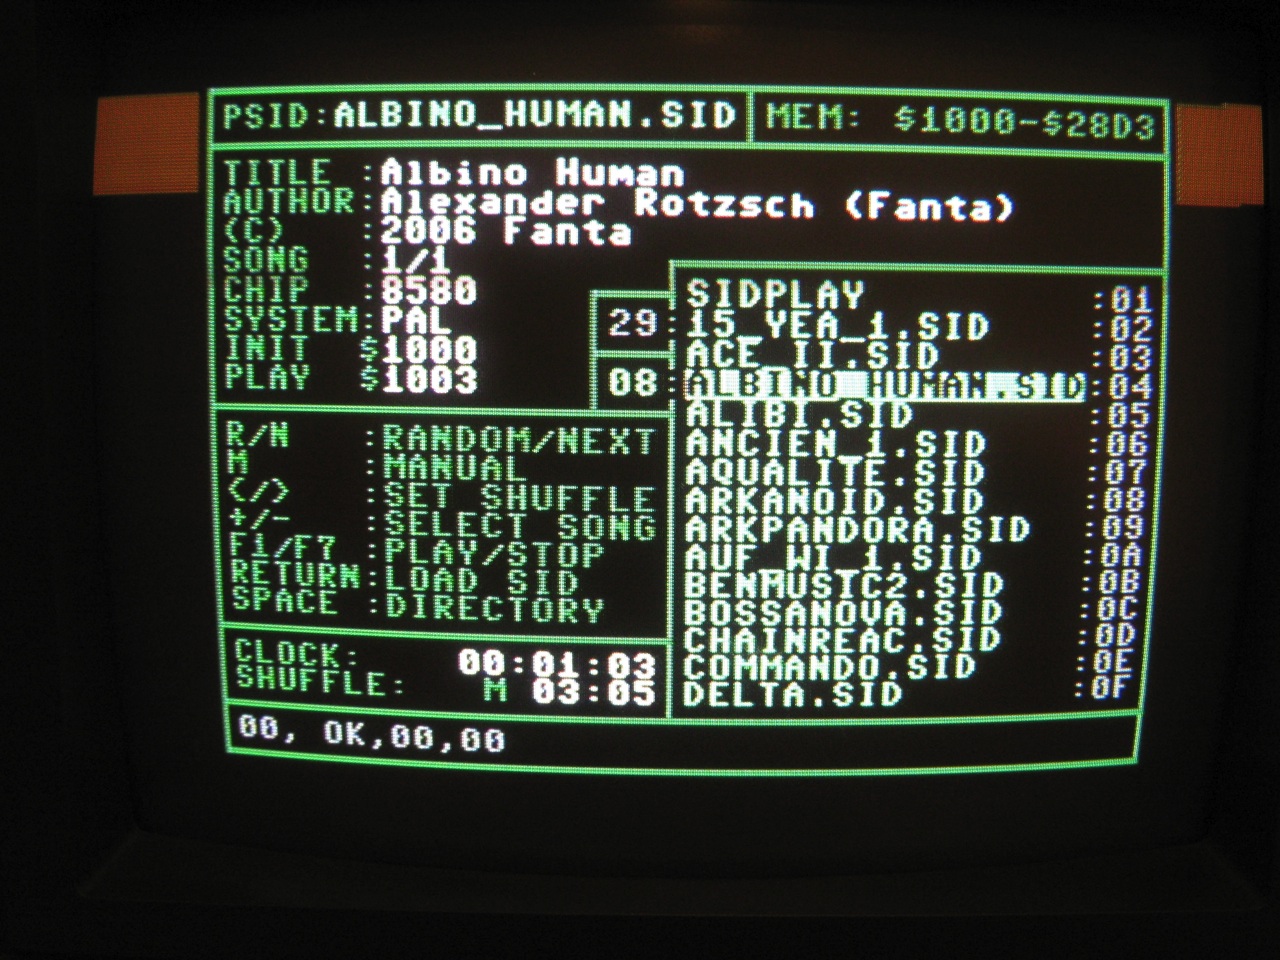 PSID:ALBINO_HUMAN.SID
MEM: $1000-$28D3
TITLE :Albino Human
AUTHOR:Alexander Rotzsch (Fanta)
(C) :2006 Fanta
SONG :1/1
CHIP :8580
SYSTEM:PAL
INIT $1000
PLAY $1003
29:
08:
SIDPLAY :01
15_YEA_1.SID :02
ACE_II.SID :03
ALBINO_HUMAN.SID:04
ALIBI.SID :05
ANCIEN_1.SID :06
AQUALITE.SID :07
ARKANOID.SID :08
ARKPANDORA.SID :09
AUF_WI_1.SID :0A
BENMUSTC2.SID :0B
BOSSANOVA.SID :0C
CHAINREAC.SID :0D
COMMANDO.SID :0E
DELTA.SID :0F
R/N :RANDOM/NEXT
M :MANUAL
</> :SET SHUFFLE
+/- :SELECT SONG
F1/F7 :PLAY/STOP
RETURN:LOAD SID
SPACE :DIRECTORY
CLOCK: 00:01:03
SHUFFLE: M 03:05
00, OK,00,00